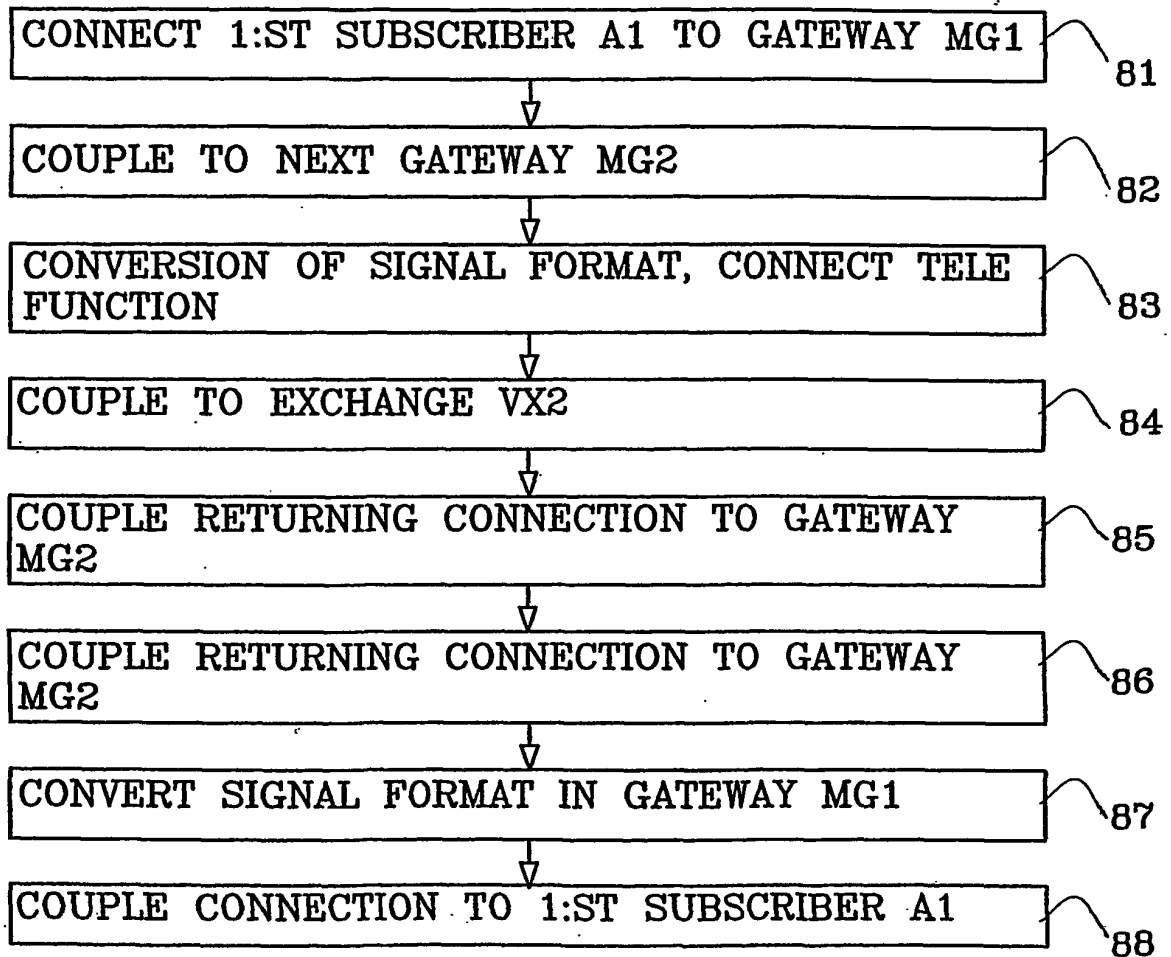 CONNECT 1:ST SUBSCRIBER A1 TO GATEWAY MG1
81
COUPLE TO NEXT GATEWAY MG2
82
CONVERSION OF SIGNAL FORMAT, CONNECT TELE
FUNCTION
83
COUPLE TO EXCHANGE VX2
84
COUPLE RETURNING CONNECTION TO GATEWAY
MG2
85
COUPLE RETURNING CONNECTION TO GATEWAY
MG2
86
CONVERT SIGNAL FORMAT IN GATEWAY MG1
87
COUPLE CONNECTION TO 1:ST SUBSCRIBER A1
88